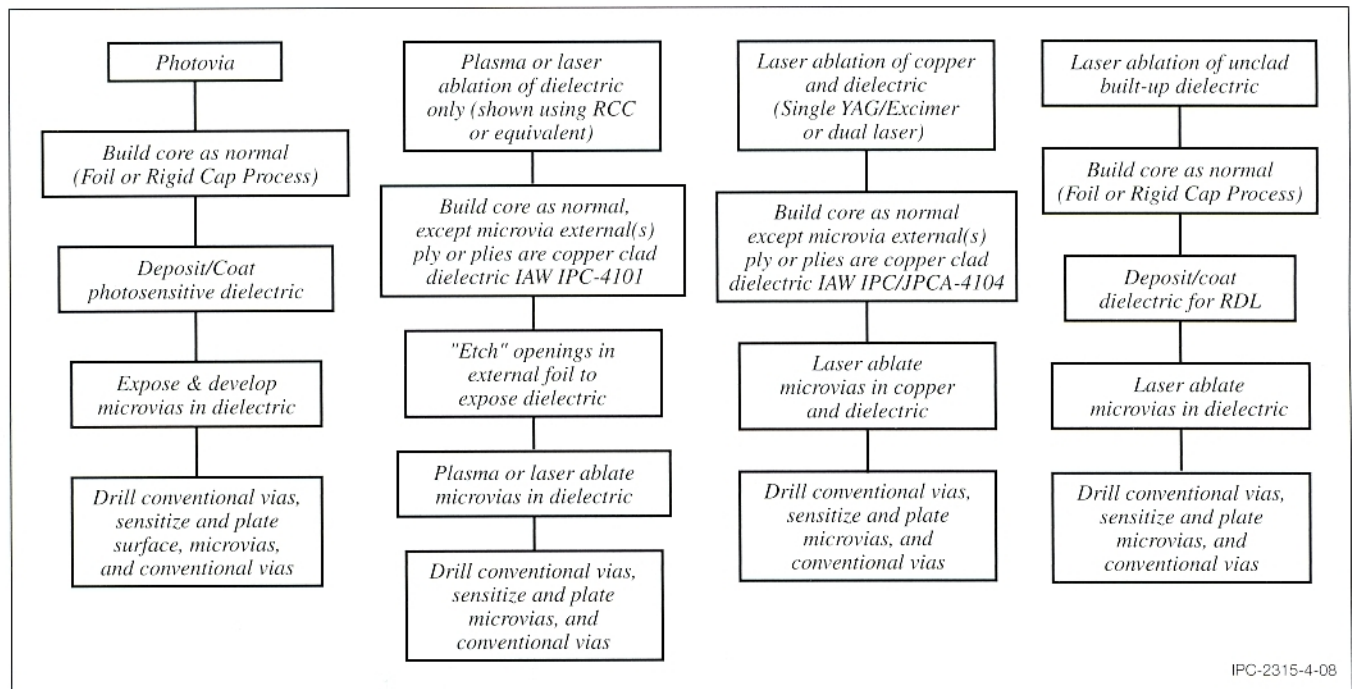 Photovia
Build core as normal
(Foil or Rigid Cap Process)
Deposit/Coat
photosensitive dielectric
Expose & develop
microvias in dielectric
Drill conventional vias,
sensitize and plate
surface, microvias,
and conventional vias
Plasma or laser
ablation of dielectric
only (shown using RCC
or equivalent)
Build core as normal,
except microvia external(s)
ply or plies are copper clad
dielectric IAW IPC-4101
"Etch" openings in
external foil to
expose dielectric
Plasma or laser ablate
microvias in dielectric
Drill conventional vias,
sensitize and plate
microvias, and
conventional vias
Laser ablation of copper
and dielectric
(Single YAG/Excimer
or dual laser)
Build core as normal
except microvia external(s)
ply or plies are copper clad
dielectric IAW IPC/JPCA-4104
Laser ablate
microvias in copper
and dielectric
Drill conventional vias,
sensitize and plate
microvias, and
conventional vias
Laser ablation of unclad
built-up dielectric
Build core as normal
(Foil or Rigid Cap Process)
Deposit/coat
dielectric for RDL
Laser ablate
microvias in dielectric
Drill conventional vias,
sensitize and plate
microvias, and
conventional vias
IPC-2315-4-08